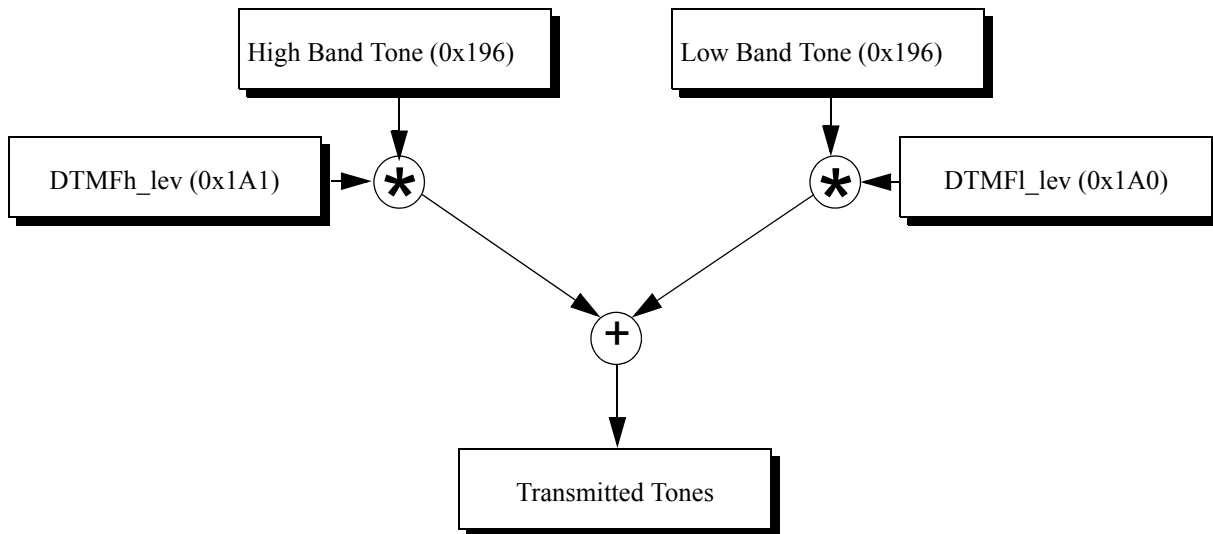 High Band Tone (0x196)
Low Band Tone (0x196)
DTMFh_lev (0x1A1)
*
*
DTMFl_lev (0x1A0)
+
Transmitted Tones